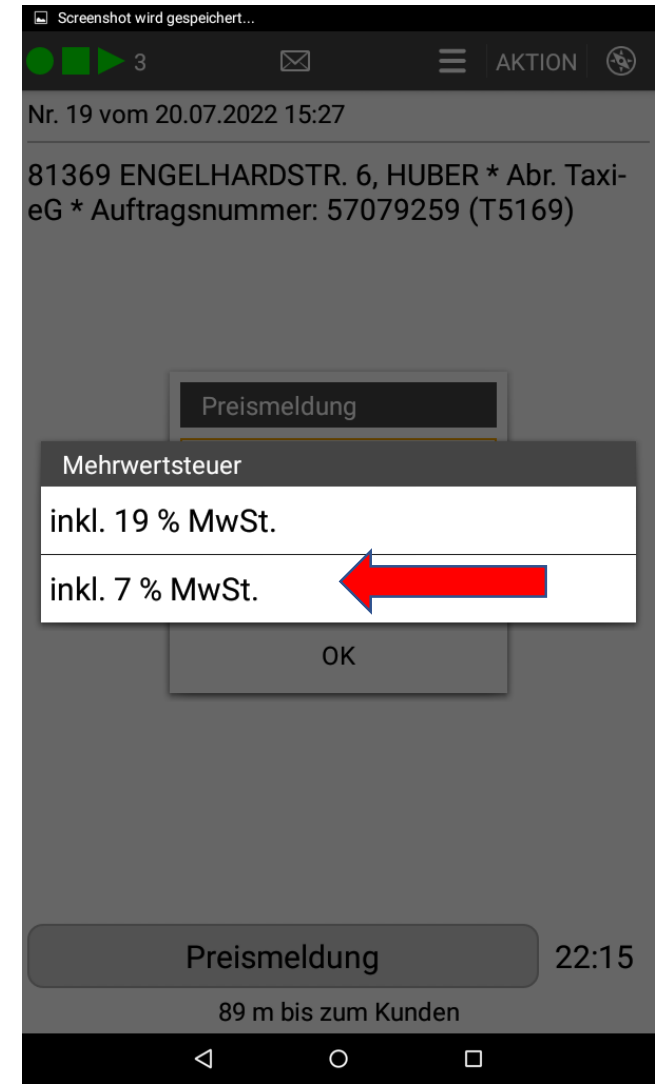 Screenshot wird gespeichert...
3 AKTION
Nr. 19 vom 20.07.2022 15:27
81369 ENGELHARDSTR. 6, HUBER * Abr. Taxi-
eG * Auftragsnummer: 57079259 (T5169)
Preismeldung
Mehrwertsteuer
inkl. 19 % MwSt.
inkl. 7 % MwSt.
OK
Preismeldung 22:15
89 m bis zum Kunden